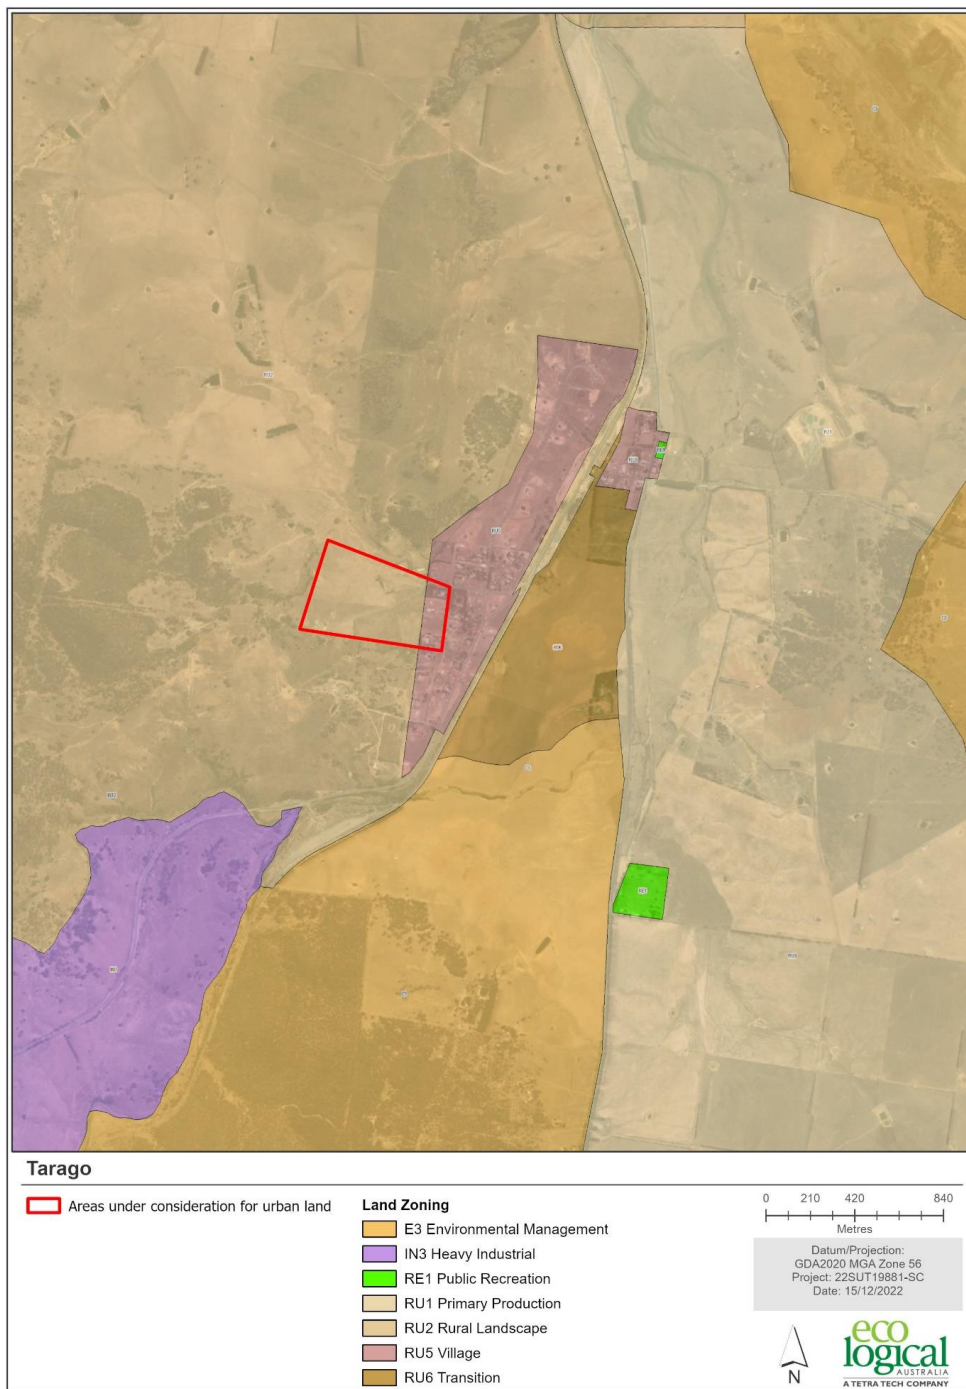 Tarago
Areas under consideration for urban land
Land Zoning
E3 Environmental Management
IN3 Heavy Industrial
RE1 Public Recreation
RU1 Primary Production
RU2 Rural Landscape
RU5 Village
RU6 Transition
0 210 420 840
Metres
Datum/Projection:
GDA2020 MGA Zone 56
Project: 22SUT19881-SC
Date: 15/12/2022
N
eco
logical
AUSTRALIA
A TETRA TECH COMPANY